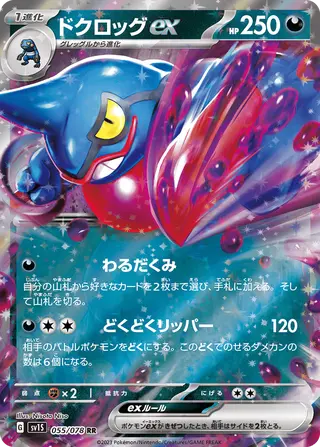 1進化
ドクロッグex
HP250
グレッグルから進化
わるだくみ
自分の山札から好きなカードを2枚まで選び、手札に加える。そして山札を切る。
どくどくリッパー 120
相手のバトルポケモンをどくにする。このどくでのせるダメカンの数は6個になる。
弱点 ×2 抵抗力 にげる
Illus. Nisota Niso
G sv1S 055/078 RR
exルール
ポケモンexがきぜつしたとき、相手はサイドを2枚とる。
©2023 Pokémon/Nintendo/Creatures/GAME FREAK.